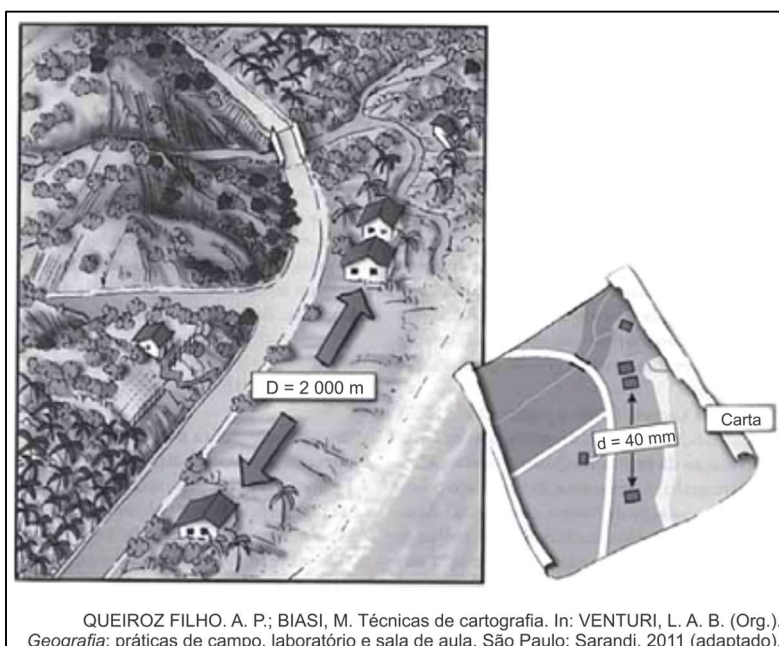 D = 2 000 m
Carta
d = 40 mm
QUEIROZ FILHO. A. P.; BIASI, M. Técnicas de cartografia. In: VENTURI, L. A. B. (Org.).
Geografia: práticas de campo, laboratório e sala de aula. São Paulo: Sarandi, 2011 (adaptado).